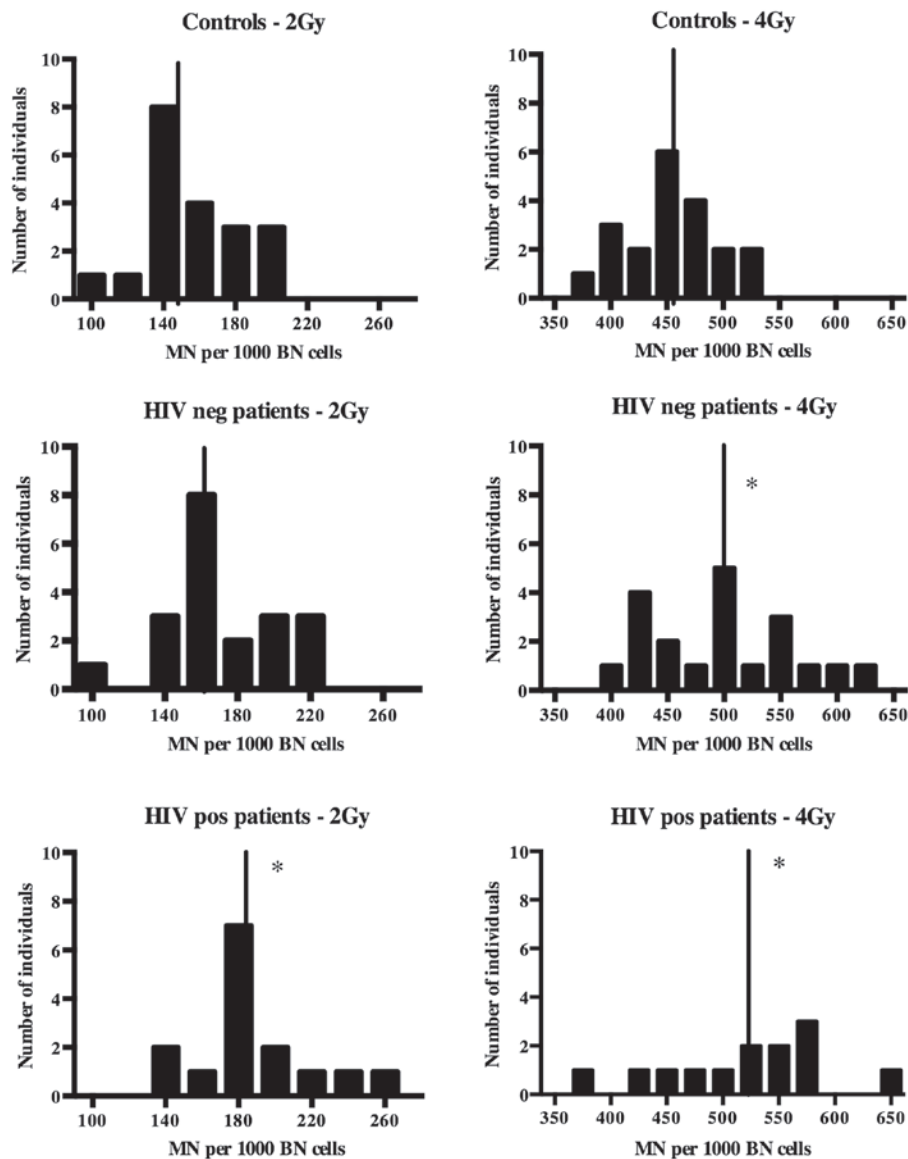 Controls - 2Gy
Number of individuals
10
8
6
4
2
0
100 140 180 220 260
MN per 1000 BN cells
Controls - 4Gy
Number of individuals
10
8
6
4
2
0
350 400 450 500 550 600 650
MN per 1000 BN cells
HIV neg patients - 2Gy
Number of individuals
10
8
6
4
2
0
100 140 180 220 260
MN per 1000 BN cells
HIV neg patients - 4Gy
*
Number of individuals
10
8
6
4
2
0
350 400 450 500 550 600 650
MN per 1000 BN cells
HIV pos patients - 2Gy
*
Number of individuals
10
8
6
4
2
0
100 140 180 220 260
MN per 1000 BN cells
HIV pos patients - 4Gy
*
Number of individuals
10
8
6
4
2
0
350 400 450 500 550 600 650
MN per 1000 BN cells